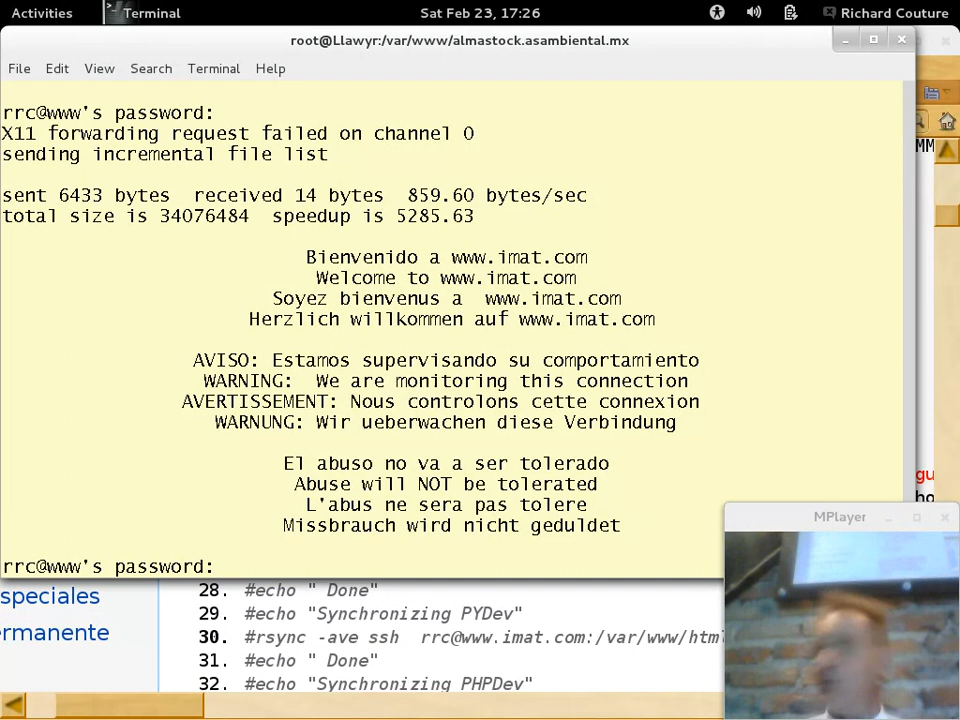 Activities
Terminal
Sat Feb 23, 17:26
Richard Couture
root@Llawyr:/var/www/almastock.asambiental.mx
File Edit View Search Terminal Help
rrc@www's password:
X11 forwarding request failed on channel 0
sending incremental file list
sent 6433 bytes  received 14 bytes  859.60 bytes/sec
total size is 34076484  speedup is 5285.63
Bienvenido a www.imat.com
Welcome to www.imat.com
Soyez bienvenus a  www.imat.com
Herzlich willkommen auf www.imat.com
AVISO: Estamos supervisando su comportamiento
WARNING:  We are monitoring this connection
AVERTISSEMENT: Nous controlons cette connexion
WARNUNG: Wir ueberwachen diese Verbindung
El abuso no va a ser tolerado
Abuse will NOT be tolerated
L'abus ne sera pas tolere
Missbrauch wird nicht geduldet
rrc@www's password:
MM
gu
ho
MPlayer
speciales
ermanente
28. #echo " Done"
29. #echo "Synchronizing PYDev"
30. #rsync -ave ssh  rrc@www.imat.com:/var/www/html
31. #echo " Done"
32. #echo "Synchronizing PHPDev"